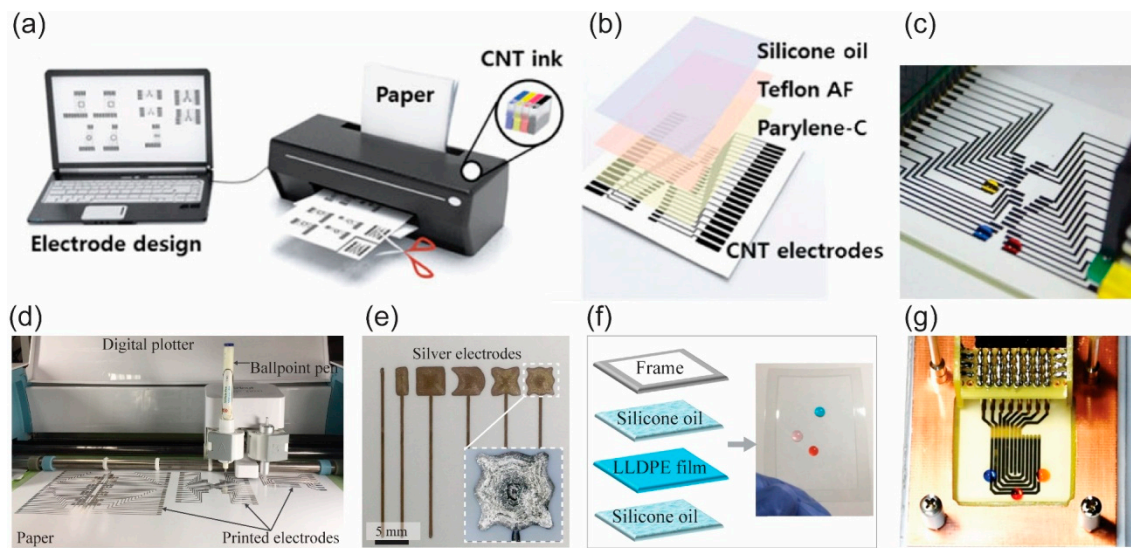 (a)
CNT ink
Paper
Electrode design
(b)
Silicone oil
Teflon AF
Parylene-C
CNT electrodes
(c)
(d)
Digital plotter
Ballpoint pen
Paper
Printed electrodes
(e)
Silver electrodes
5 mm
(f)
Frame
Silicone oil
LLDPE film
Silicone oil
(g)